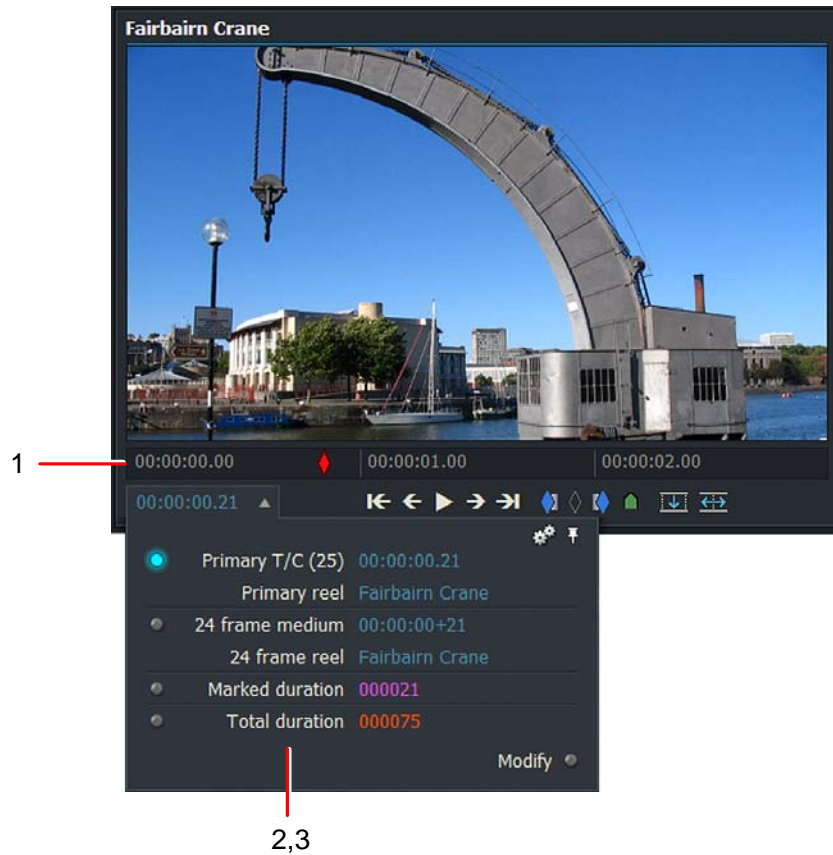 Fairbairn Crane
1
00:00:00.00 00:00:01.00 00:00:02.00
00:00:00.21
Primary T/C (25) 00:00:00.21
Primary reel Fairbairn Crane
24 frame medium 00:00:00+21
24 frame reel Fairbairn Crane
Marked duration 000021
Total duration 000075
Modify
2,3